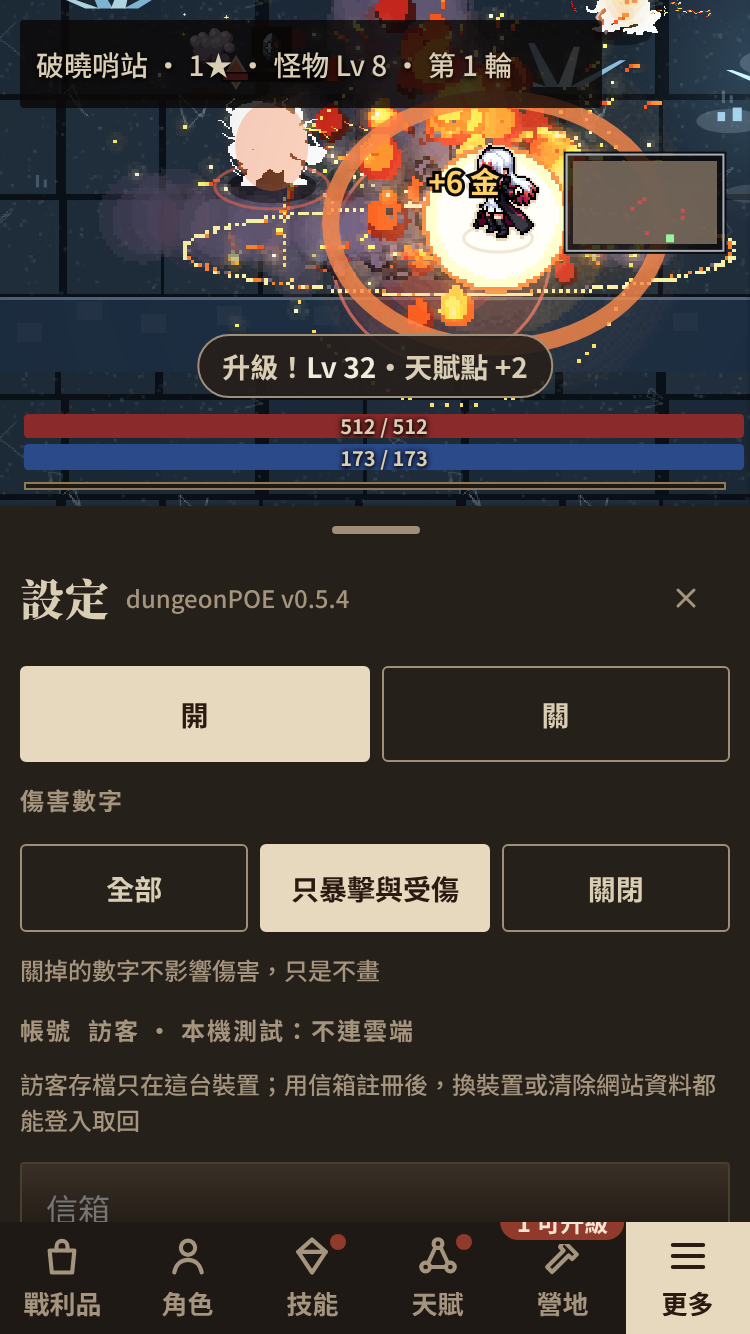 破曉哨站 · 1★ · 怪物 Lv 8 · 第 1 輪
+6 金
升級！Lv 32 · 天賦點 +2
512 / 512
173 / 173
設定 dungeonPOE v0.5.4
開 關
傷害數字
全部 只暴擊與受傷 關閉
關掉的數字不影響傷害，只是不畫
帳號 訪客 · 本機測試：不連雲端
訪客存檔只在這台裝置；用信箱註冊後，換裝置或清除網站資料都
能登入取回
信箱
1 可升級
戰利品 角色 技能 天賦 營地 更多